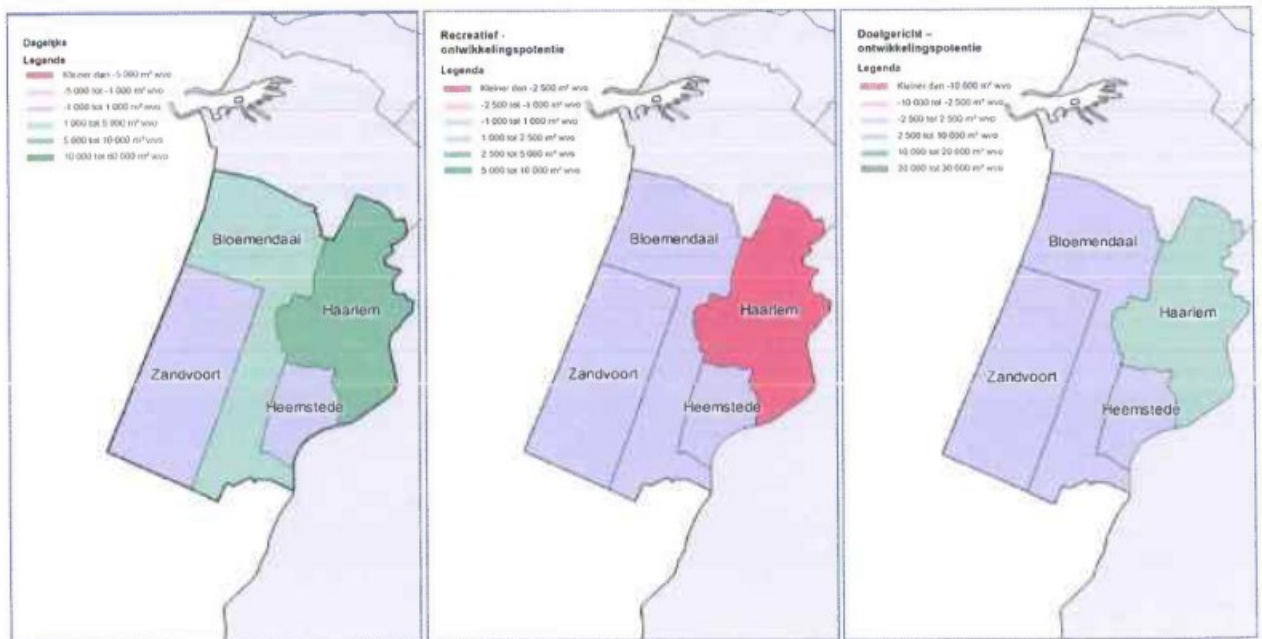 Dagelijks
Legenda
Kleiner dan -5 000 m² wvo
-5 000 tot -1 000 m² wvo
-1 000 tot 1 000 m² wvo
1 000 tot 5 000 m² wvo
5 000 tot 10 000 m² wvo
10 000 tot 60 000 m² wvo
Bloemendaal
Haarlem
Zandvoort
Heemstede
Recreatief -
ontwikkelingspotentie
Legenda
Kleiner dan -2 500 m² wvo
-2 500 tot -1 000 m² wvo
-1 000 tot 1 000 m² wvo
1 000 tot 2 500 m² wvo
2 500 tot 5 000 m² wvo
5 000 tot 10 000 m² wvo
Bloemendaal
Haarlem
Zandvoort
Heemstede
Doelgericht –
ontwikkelingspotentie
Legenda
Kleiner dan -10 000 m² wvo
-10 000 tot -2 500 m² wvo
-2 500 tot 2 500 m² wvo
2 500 tot 10 000 m² wvo
10 000 tot 20 000 m² wvo
20 000 tot 30 000 m² wvo
Bloemendaal
Haarlem
Zandvoort
Heemstede